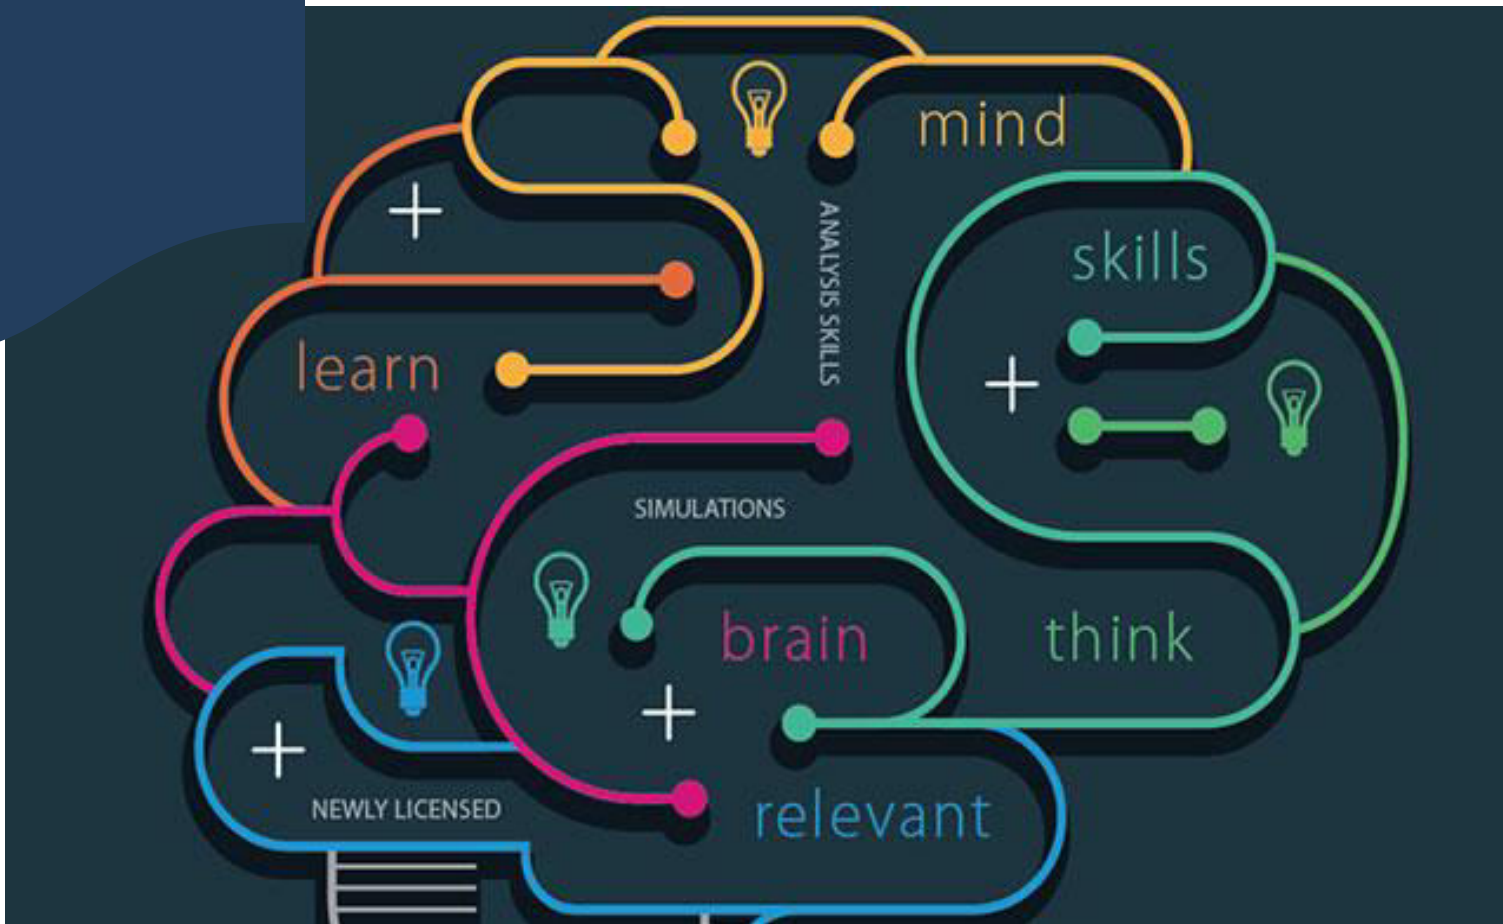 mind
ANALYSIS SKILLS
skills
learn
SIMULATIONS
brain
think
NEWLY LICENSED
relevant